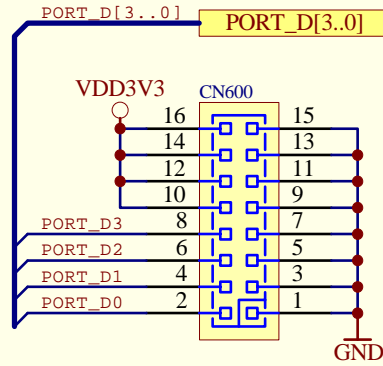 PORT_D[3..0] PORT_D[3..0]
VDD3V3 CN600
16 15
14 13
12 11
10 9
PORT_D3 8 7
PORT_D2 6 5
PORT_D1 4 3
PORT_D0 2 1
GND